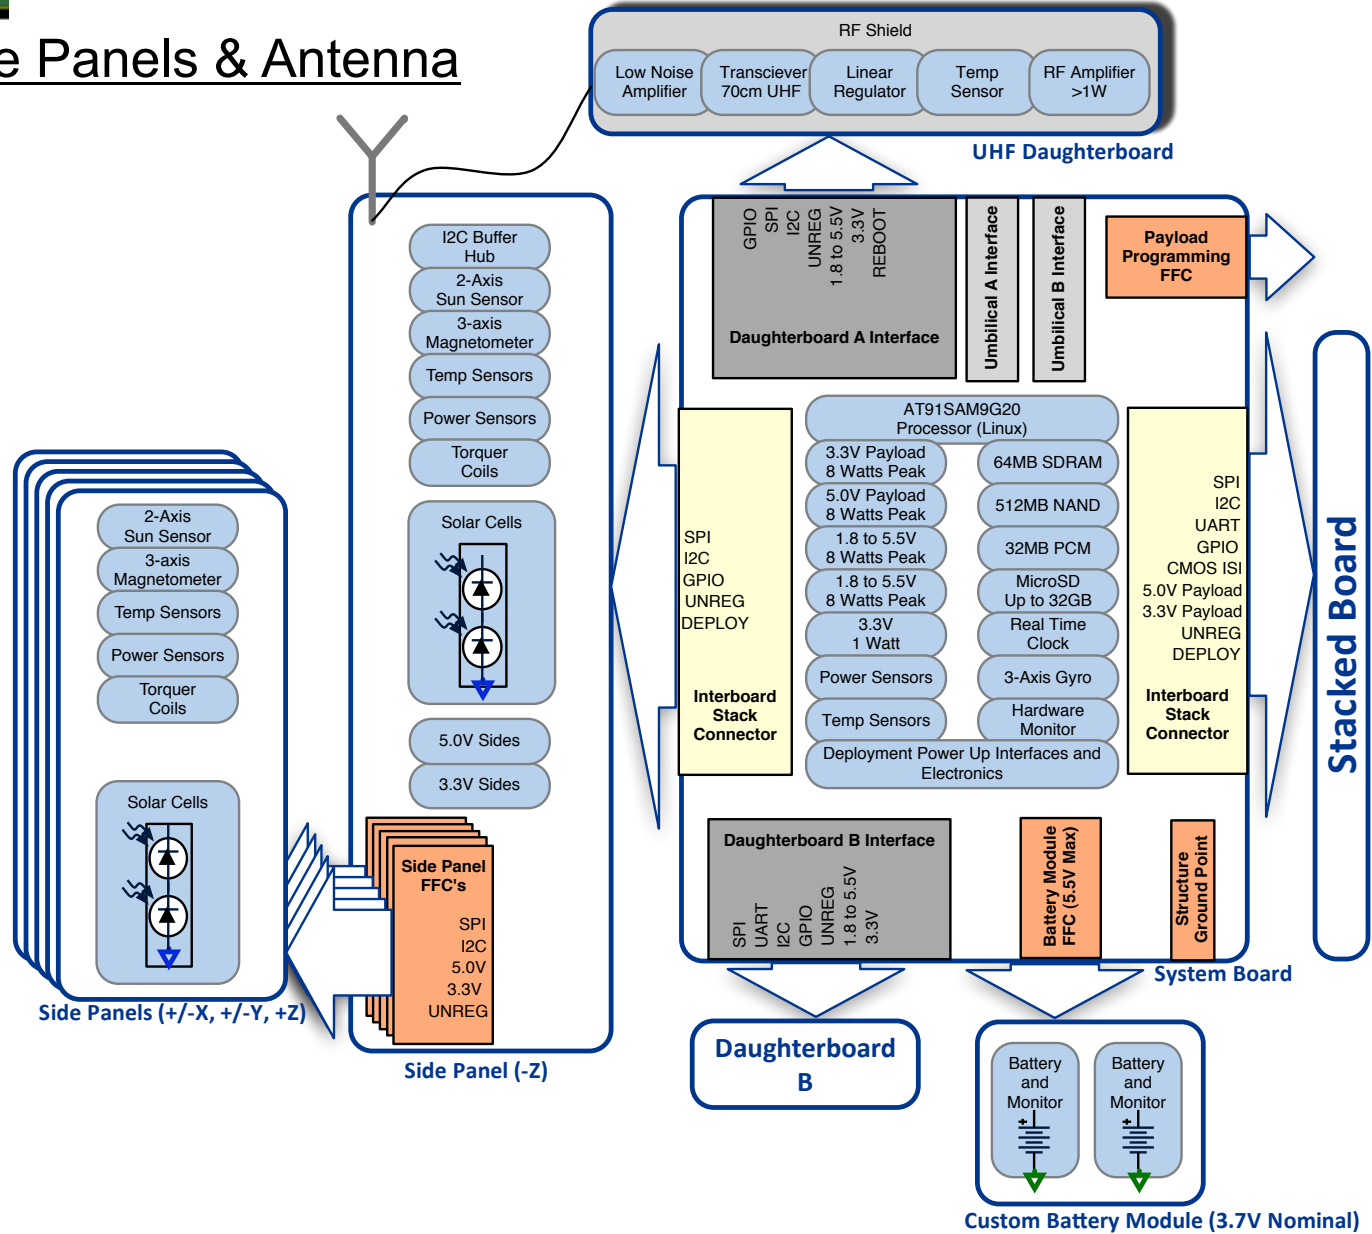 e Panels & Antenna
RF Shield
Low Noise
Amplifier
Transciever
70cm UHF
Linear
Regulator
Temp
Sensor
RF Amplifier
>1W
UHF Daughterboard
I2C Buffer
Hub
2-Axis
Sun Sensor
3-axis
Magnetometer
Temp Sensors
Power Sensors
Torquer
Coils
Solar Cells
5.0V Sides
3.3V Sides
Side Panel
FFC's
SPI
I2C
5.0V
3.3V
UNREG
Side Panel (-Z)
2-Axis
Sun Sensor
3-axis
Magnetometer
Temp Sensors
Power Sensors
Torquer
Coils
Solar Cells
Side Panels (+/-X, +/-Y, +Z)
GPIO
SPI
I2C
UNREG
1.8 to 5.5V
3.3V
REBOOT
Daughterboard A Interface
Umbilical A Interface
Umbilical B Interface
Payload
Programming
FFC
SPI
I2C
GPIO
UNREG
DEPLOY
Interboard
Stack
Connector
AT91SAM9G20
Processor (Linux)
3.3V Payload
8 Watts Peak
5.0V Payload
8 Watts Peak
1.8 to 5.5V
8 Watts Peak
1.8 to 5.5V
8 Watts Peak
3.3V
1 Watt
Power Sensors
Temp Sensors
64MB SDRAM
512MB NAND
32MB PCM
MicroSD
Up to 32GB
Real Time
Clock
3-Axis Gyro
Hardware
Monitor
Deployment Power Up Interfaces and
Electronics
SPI
I2C
UART
GPIO
CMOS ISI
5.0V Payload
3.3V Payload
UNREG
DEPLOY
Interboard
Stack
Connector
Stacked Board
Daughterboard B Interface
SPI
UART
I2C
GPIO
UNREG
1.8 to 5.5V
3.3V
Battery Module
FFC (5.5V Max)
Structure
Ground Point
System Board
Daughterboard
B
Battery
and
Monitor
+
Battery
and
Monitor
+
Custom Battery Module (3.7V Nominal)